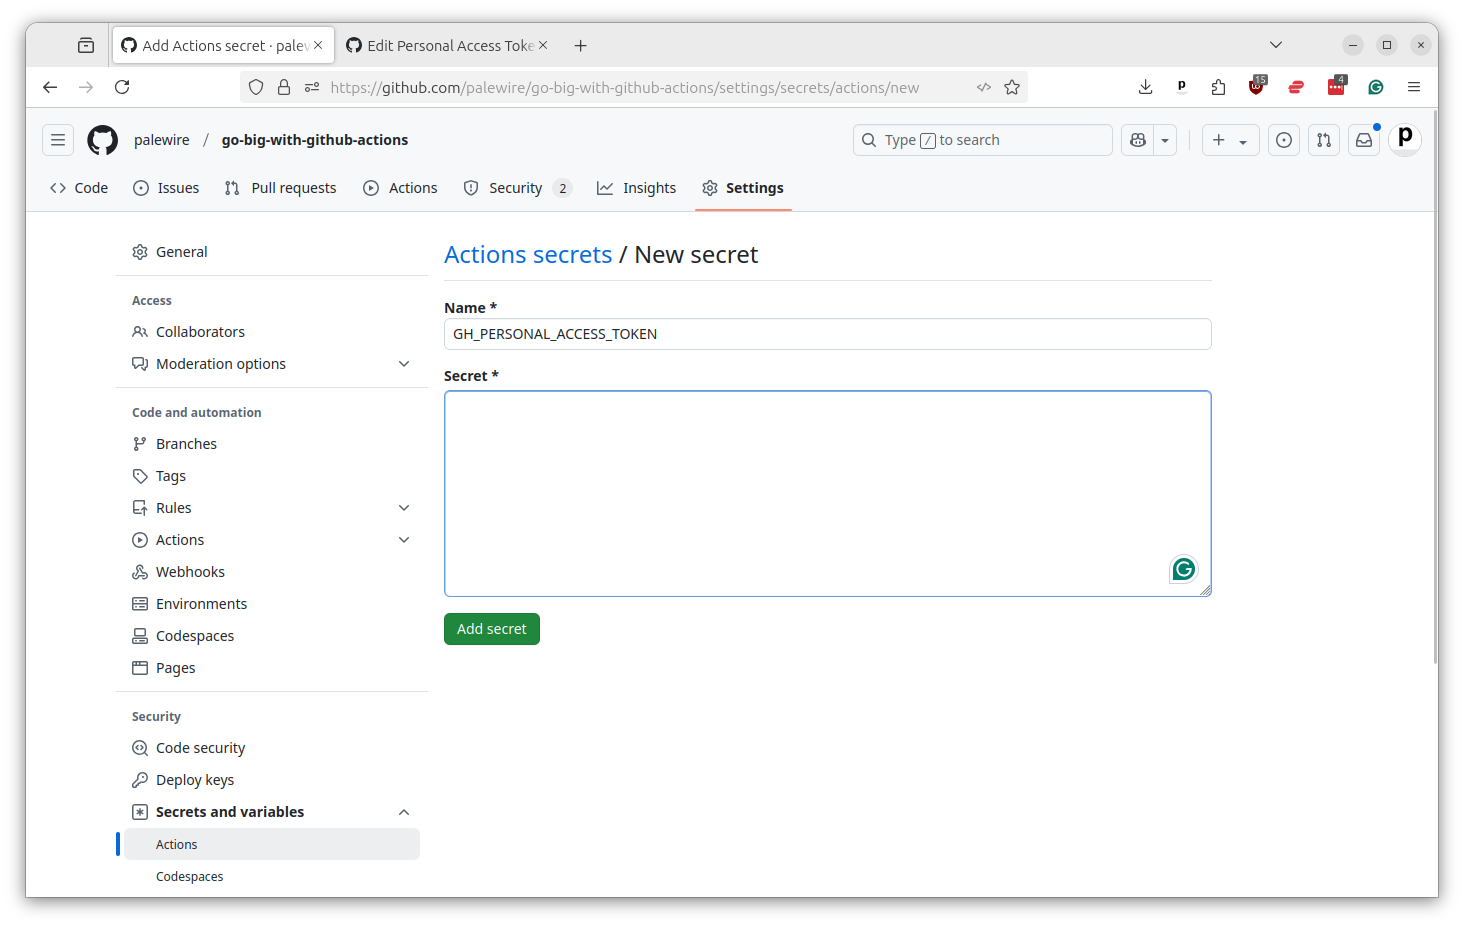 Add Actions secret · palew
Edit Personal Access Toke
https://github.com/palewire/go-big-with-github-actions/settings/secrets/actions/new
p
15
4
palewire / go-big-with-github-actions
Type / to search
p
Code
Issues
Pull requests
Actions
Security 2
Insights
Settings
General
Access
Collaborators
Moderation options
Code and automation
Branches
Tags
Rules
Actions
Webhooks
Environments
Codespaces
Pages
Security
Code security
Deploy keys
Secrets and variables
Actions
Codespaces
Actions secrets / New secret
Name *
GH_PERSONAL_ACCESS_TOKEN
Secret *
Add secret